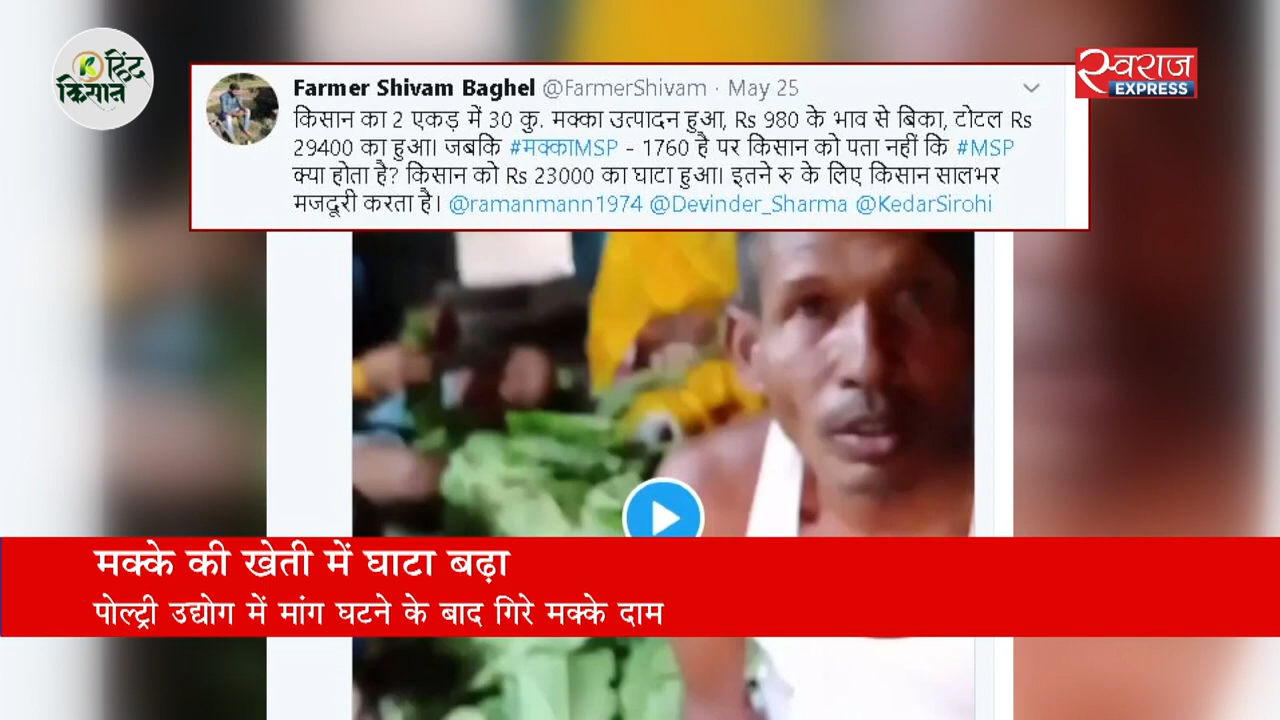 हिंद
किसान
स्वराज
EXPRESS
Farmer Shivam Baghel @FarmerShivam · May 25
किसान का 2 एकड़ में 30 कु. मक्का उत्पादन हुआ, Rs 980 के भाव से बिका, टोटल Rs
29400 का हुआ। जबकि #मक्काMSP - 1760 है पर किसान को पता नहीं कि #MSP
क्या होता है? किसान को Rs 23000 का घाटा हुआ। इतने रु के लिए किसान सालभर
मजदूरी करता है। @ramanmann1974 @Devinder_Sharma @KedarSirohi
मक्के की खेती में घाटा बढ़ा
पोल्ट्री उद्योग में मांग घटने के बाद गिरे मक्के दाम